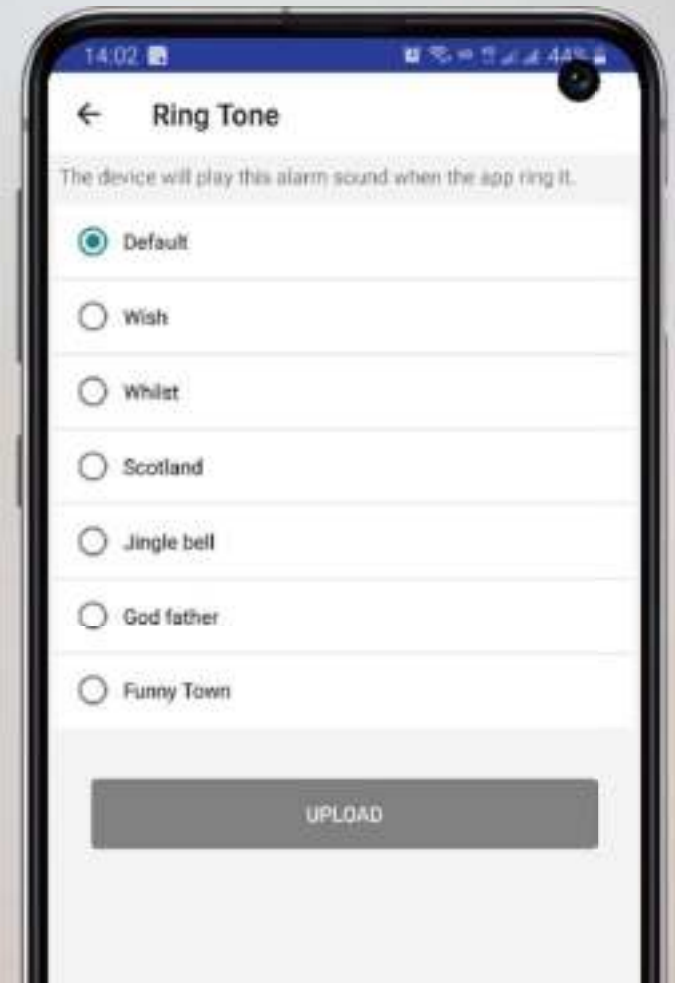 14:02
44%
Ring Tone
The device will play this alarm sound when the app ring it.
Default
Wish
Whilst
Scotland
Jingle bell
God father
Funny Town
UPLOAD